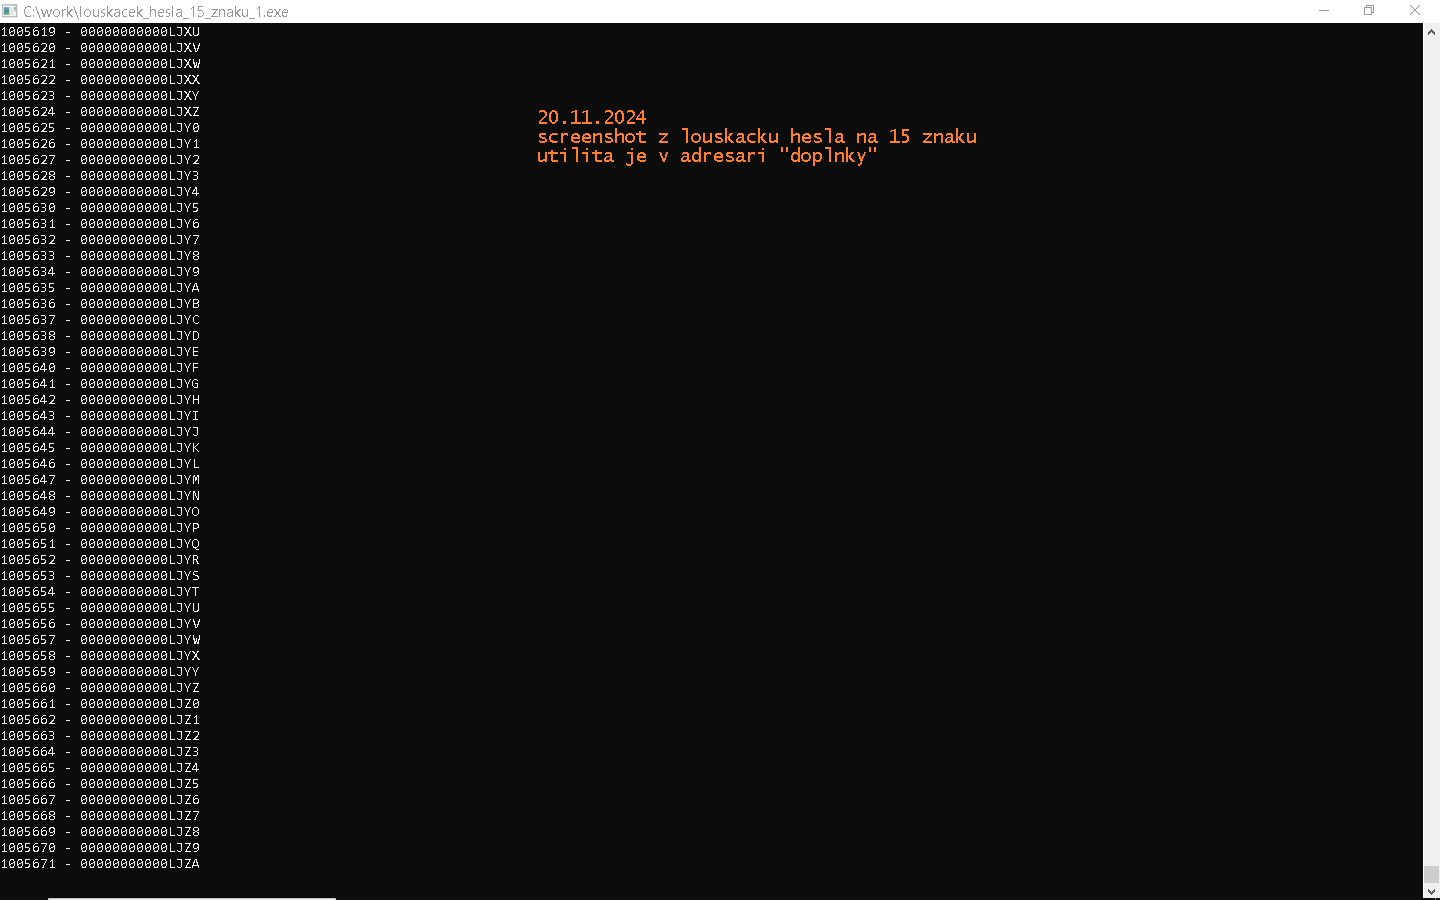 C:\work\louskacek_hesla_15_znaku_1.exe
1005619 - 00000000000LJXU
1005620 - 00000000000LJXV
1005621 - 00000000000LJXW
1005622 - 00000000000LJXX
1005623 - 00000000000LJXY
1005624 - 00000000000LJXZ
1005625 - 00000000000LJY0
1005626 - 00000000000LJY1
1005627 - 00000000000LJY2
1005628 - 00000000000LJY3
1005629 - 00000000000LJY4
1005630 - 00000000000LJY5
1005631 - 00000000000LJY6
1005632 - 00000000000LJY7
1005633 - 00000000000LJY8
1005634 - 00000000000LJY9
1005635 - 00000000000LJYA
1005636 - 00000000000LJYB
1005637 - 00000000000LJYC
1005638 - 00000000000LJYD
1005639 - 00000000000LJYE
1005640 - 00000000000LJYF
1005641 - 00000000000LJYG
1005642 - 00000000000LJYH
1005643 - 00000000000LJYI
1005644 - 00000000000LJYJ
1005645 - 00000000000LJYK
1005646 - 00000000000LJYL
1005647 - 00000000000LJYM
1005648 - 00000000000LJYN
1005649 - 00000000000LJYO
1005650 - 00000000000LJYP
1005651 - 00000000000LJYQ
1005652 - 00000000000LJYR
1005653 - 00000000000LJYS
1005654 - 00000000000LJYT
1005655 - 00000000000LJYU
1005656 - 00000000000LJYV
1005657 - 00000000000LJYW
1005658 - 00000000000LJYX
1005659 - 00000000000LJYY
1005660 - 00000000000LJYZ
1005661 - 00000000000LJZ0
1005662 - 00000000000LJZ1
1005663 - 00000000000LJZ2
1005664 - 00000000000LJZ3
1005665 - 00000000000LJZ4
1005666 - 00000000000LJZ5
1005667 - 00000000000LJZ6
1005668 - 00000000000LJZ7
1005669 - 00000000000LJZ8
1005670 - 00000000000LJZ9
1005671 - 00000000000LJZA
20.11.2024
screenshot z louskacku hesla na 15 znaku
utilita je v adresari "doplnky"